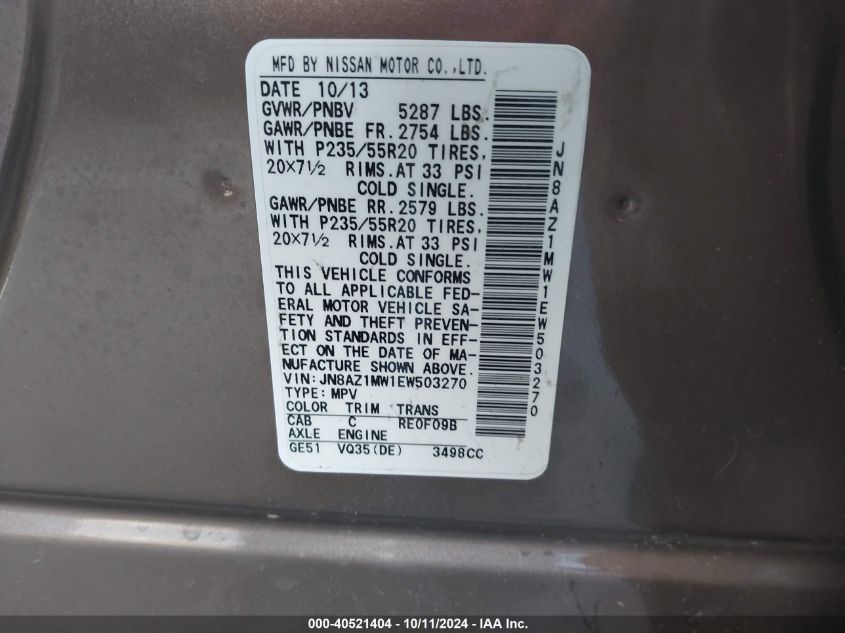 MFD BY NISSAN MOTOR CO.,LTD.
DATE 10/13
GVWR/PNBV 5287 LBS.
GAWR/PNBE FR. 2754 LBS.
WITH P235/55R20 TIRES,
20×7½ RIMS.AT 33 PSI
COLD SINGLE.
GAWR/PNBE RR. 2579 LBS.
WITH P235/55R20 TIRES,
20×7½ RIMS.AT 33 PSI
COLD SINGLE.
THIS VEHICLE CONFORMS
TO ALL APPLICABLE FED-
ERAL MOTOR VEHICLE SA-
FETY AND THEFT PREVEN-
TION STANDARDS IN EFF-
ECT ON THE DATE OF MA-
NUFACTURE SHOWN ABOVE.
VIN: JN8AZ1MW1EW503270
TYPE: MPV
COLOR TRIM TRANS
CAB C RE0F09B
AXLE ENGINE
GE51 VQ35(DE) 3498CC
JN8AZ1MW1EW503270
000-40521404 - 10/11/2024 - IAA Inc.